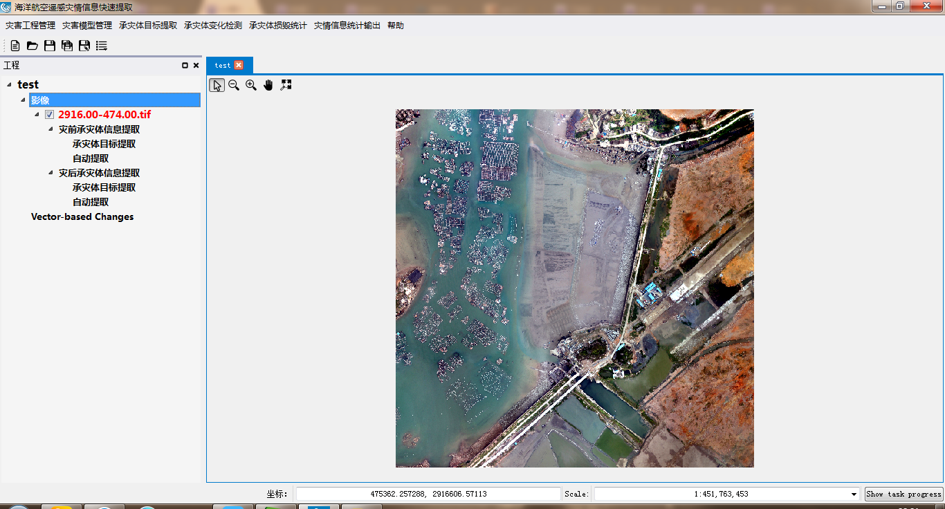 海洋航空遥感灾情信息快速提取
灾害工程管理 灾害模型管理 承灾体目标提取 承灾体变化检测 承灾体损毁统计 灾情信息统计输出 帮助
工程
test
test
影像
2916.00-474.00.tif
灾前承灾体信息提取
承灾体目标提取
自动提取
灾后承灾体信息提取
承灾体目标提取
自动提取
Vector-based Changes
坐标: 475362.257288, 2916606.57113 Scale: 1:451,763,453 Show task progress